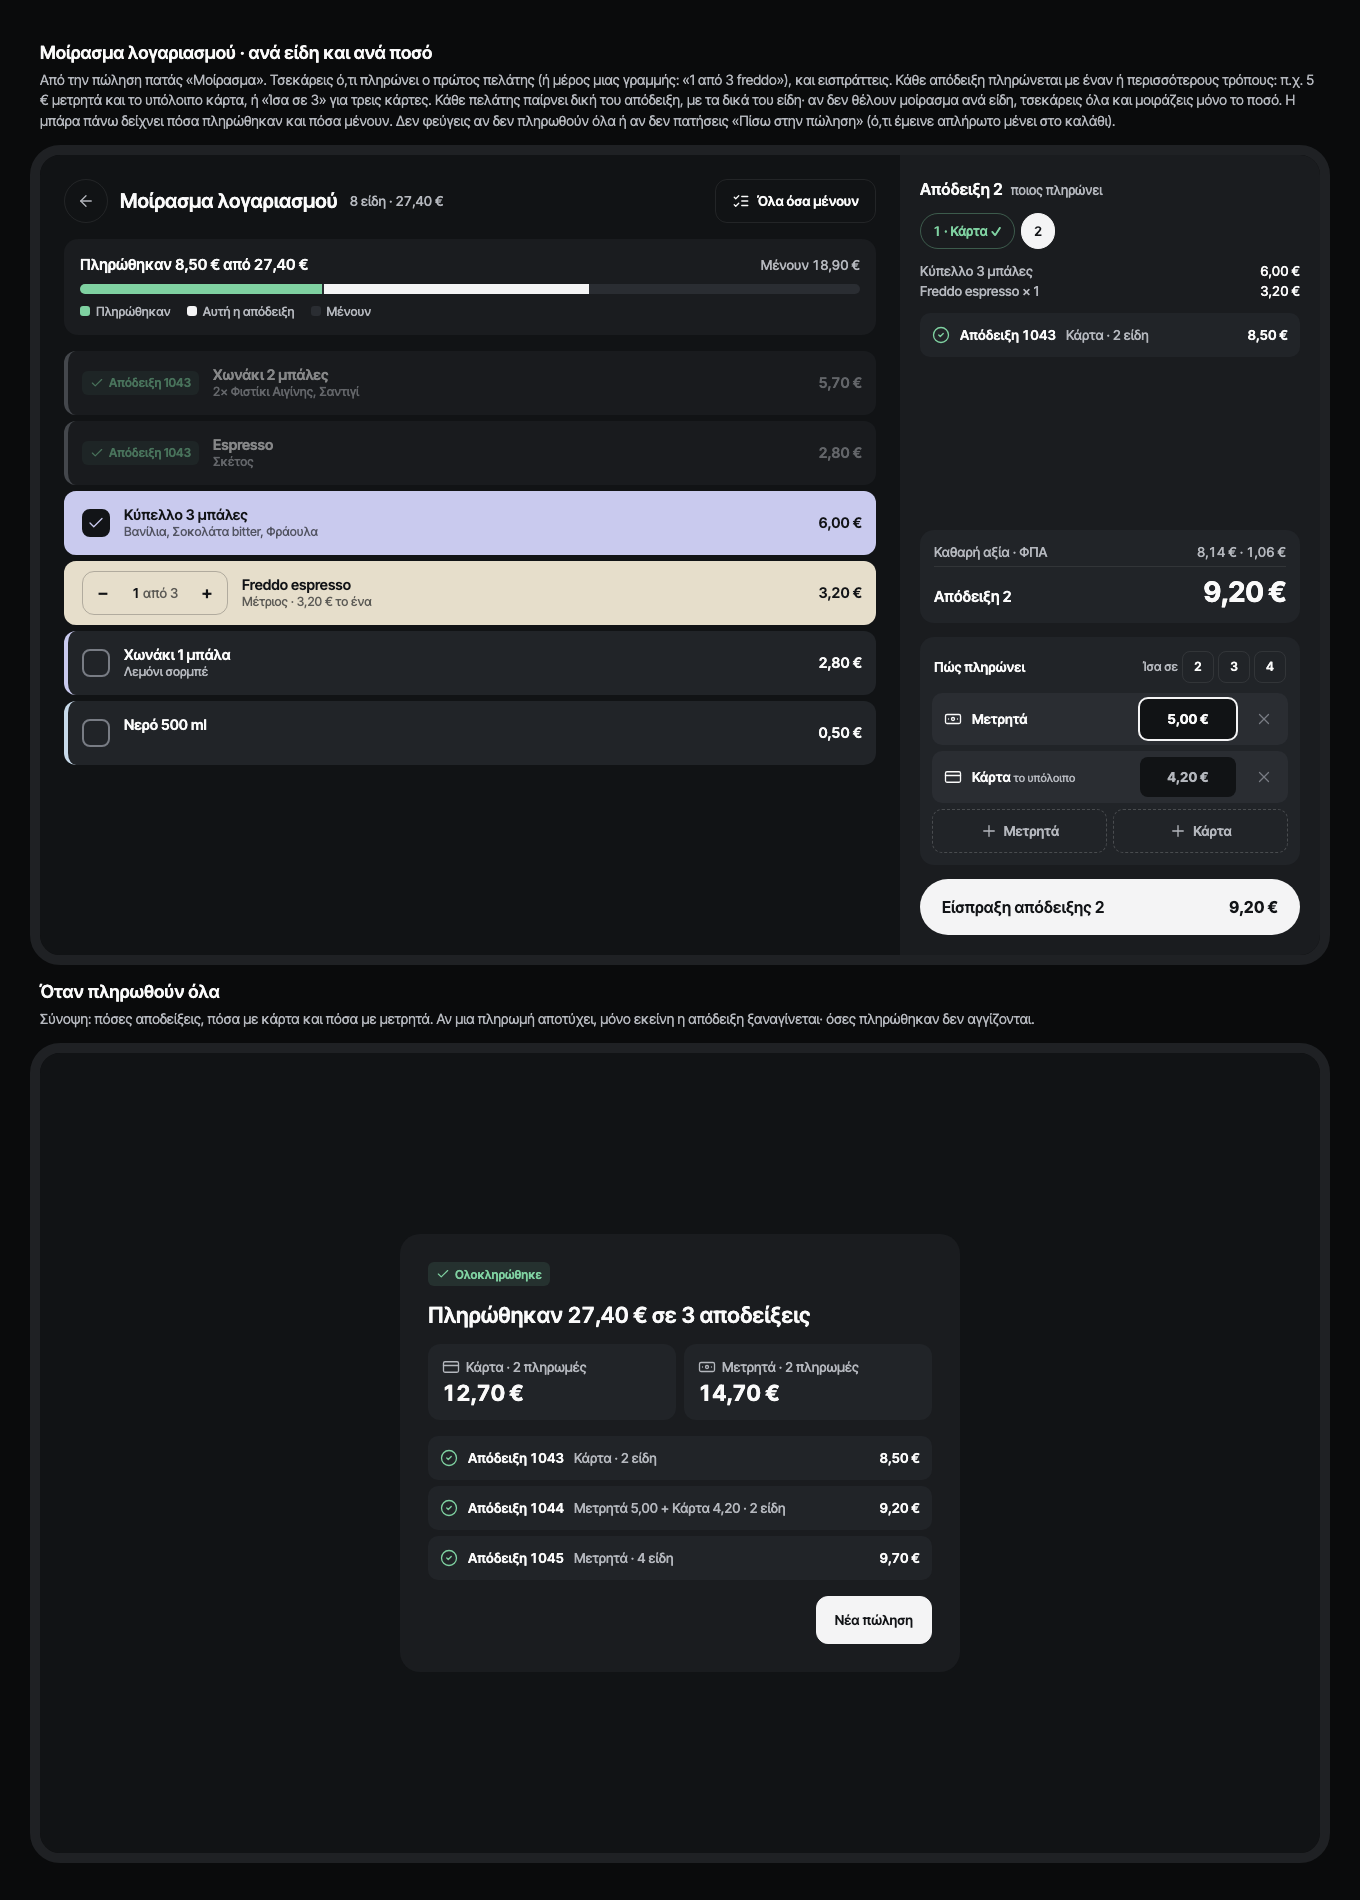 Μοίρασμα λογαριασμού · ανά είδη και ανά ποσό
Από την πώληση πατάς «Μοίρασμα». Τσεκάρεις ό,τι πληρώνει ο πρώτος πελάτης (ή μέρος μιας γραμμής: «1 από 3 freddo»), και εισπράττεις. Κάθε απόδειξη πληρώνεται με έναν ή περισσότερους τρόπους: π.χ. 5
€ μετρητά και το υπόλοιπο κάρτα, ή «Ίσα σε 3» για τρεις κάρτες. Κάθε πελάτης παίρνει δική του απόδειξη, με τα δικά του είδη· αν δεν θέλουν μοίρασμα ανά είδη, τσεκάρεις όλα και μοιράζεις μόνο το ποσό. Η
μπάρα πάνω δείχνει πόσα πληρώθηκαν και πόσα μένουν. Δεν φεύγεις αν δεν πληρωθούν όλα ή αν δεν πατήσεις «Πίσω στην πώληση» (ό,τι έμεινε απλήρωτο μένει στο καλάθι).
Μοίρασμα λογαριασμού 8 είδη · 27,40 €
Όλα όσα μένουν
Πληρώθηκαν 8,50 € από 27,40 €
Μένουν 18,90 €
Πληρώθηκαν Αυτή η απόδειξη Μένουν
Απόδειξη 1043
Χωνάκι 2 μπάλες
2× Φιστίκι Αιγίνης, Σαντιγί
5,70 €
Απόδειξη 1043
Espresso
Σκέτος
2,80 €
Κύπελλο 3 μπάλες
Βανίλια, Σοκολάτα bitter, Φράουλα
6,00 €
− 1 από 3 +
Freddo espresso
Μέτριος · 3,20 € το ένα
3,20 €
Χωνάκι 1 μπάλα
Λεμόνι σορμπέ
2,80 €
Νερό 500 ml
0,50 €
Απόδειξη 2 ποιος πληρώνει
1 · Κάρτα ✓ 2
Κύπελλο 3 μπάλες 6,00 €
Freddo espresso × 1 3,20 €
Απόδειξη 1043 Κάρτα · 2 είδη 8,50 €
Καθαρή αξία · ΦΠΑ 8,14 € · 1,06 €
Απόδειξη 2 9,20 €
Πώς πληρώνει Ίσα σε 2 3 4
Μετρητά 5,00 €
Κάρτα το υπόλοιπο 4,20 €
+ Μετρητά + Κάρτα
Είσπραξη απόδειξης 2 9,20 €
Όταν πληρωθούν όλα
Σύνοψη: πόσες αποδείξεις, πόσα με κάρτα και πόσα με μετρητά. Αν μια πληρωμή αποτύχει, μόνο εκείνη η απόδειξη ξαναγίνεται· όσες πληρώθηκαν δεν αγγίζονται.
Ολοκληρώθηκε
Πληρώθηκαν 27,40 € σε 3 αποδείξεις
Κάρτα · 2 πληρωμές
12,70 €
Μετρητά · 2 πληρωμές
14,70 €
Απόδειξη 1043 Κάρτα · 2 είδη 8,50 €
Απόδειξη 1044 Μετρητά 5,00 + Κάρτα 4,20 · 2 είδη 9,20 €
Απόδειξη 1045 Μετρητά · 4 είδη 9,70 €
Νέα πώληση